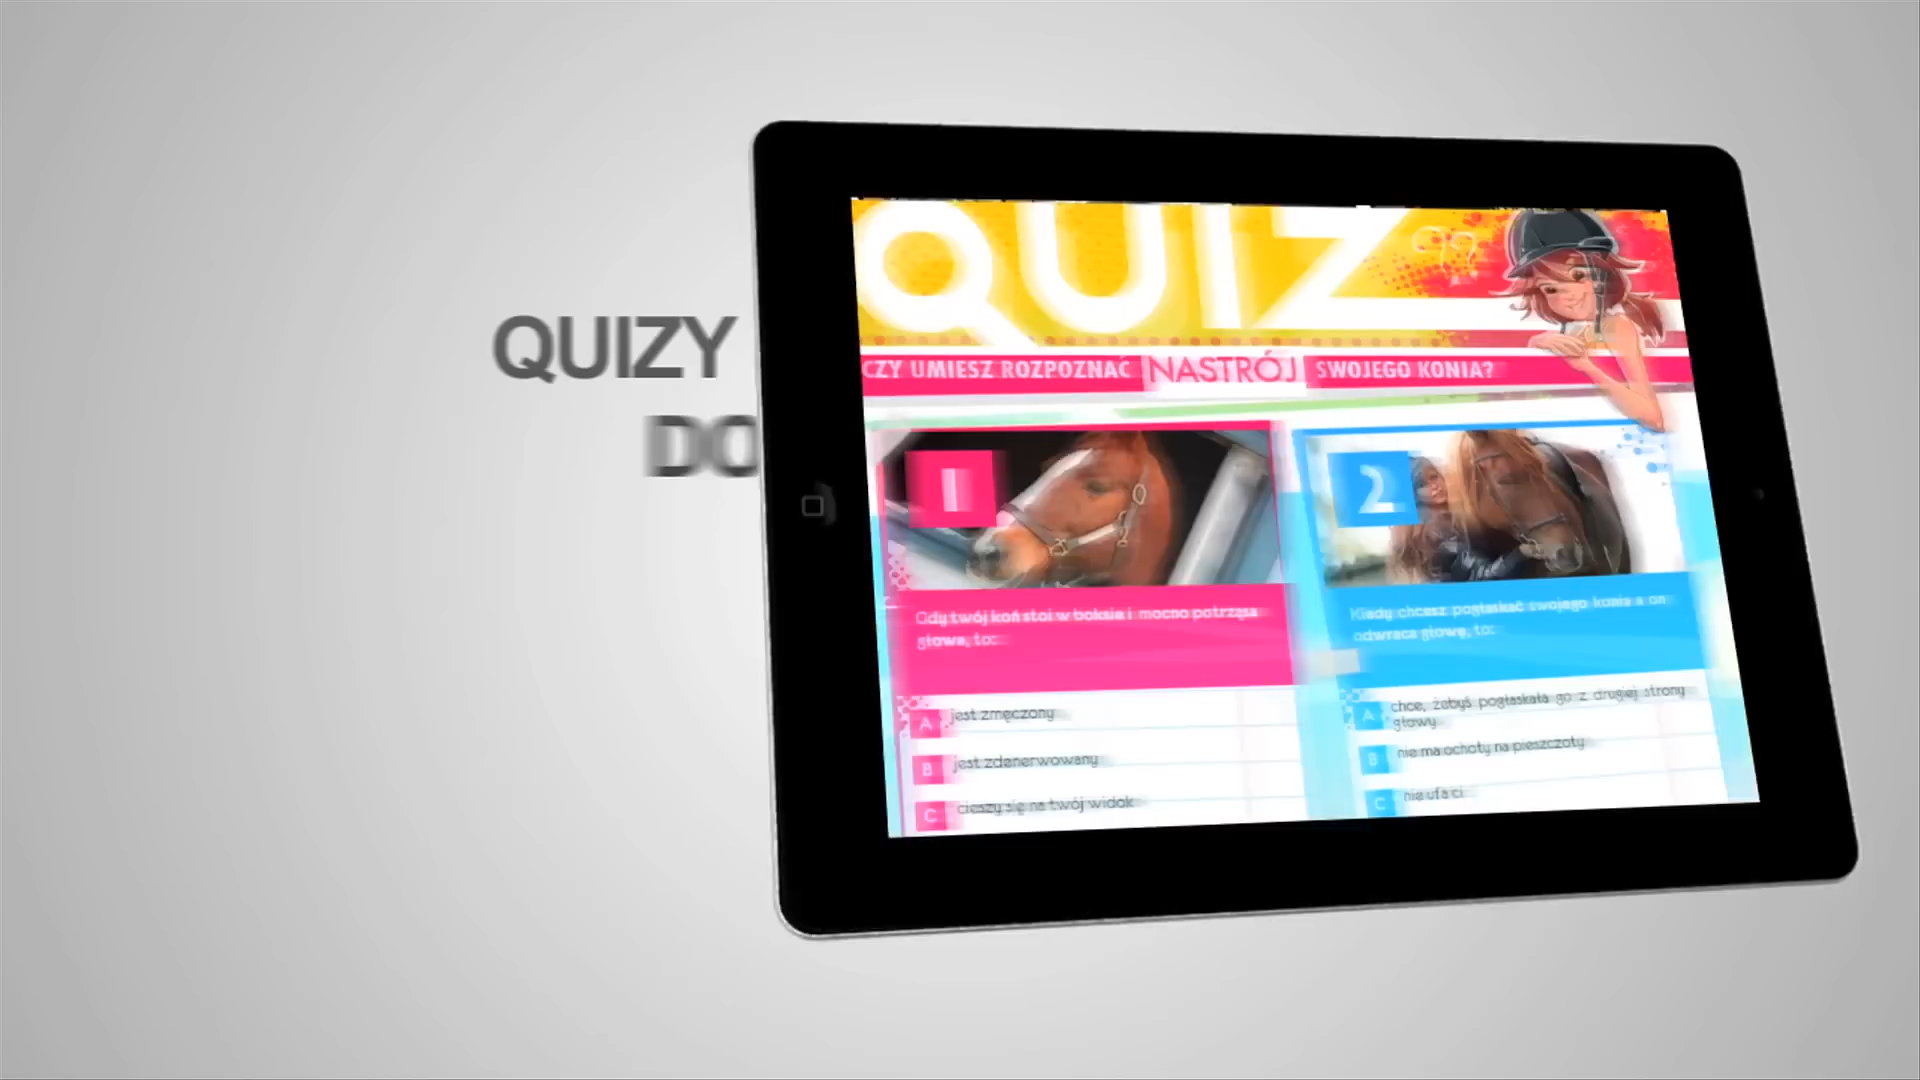 QUIZY
DO
QUIZ
CZY UMIESZ ROZPOZNAĆ NASTRÓJ SWOJEGO KONIA?
1
Gdy twój koń stoi w boksie i mocno potrząsa
głową, to:
A jest zmęczony
B jest zdenerwowany
C cieszy się na twój widok
2
Kiedy chcesz pogłaskać swojego konia a on
odwraca głowę, to:
A chce, żebyś pogłaskała go z drugiej strony
głowy
B nie ma ochoty na pieszczoty
C nie ufa ci